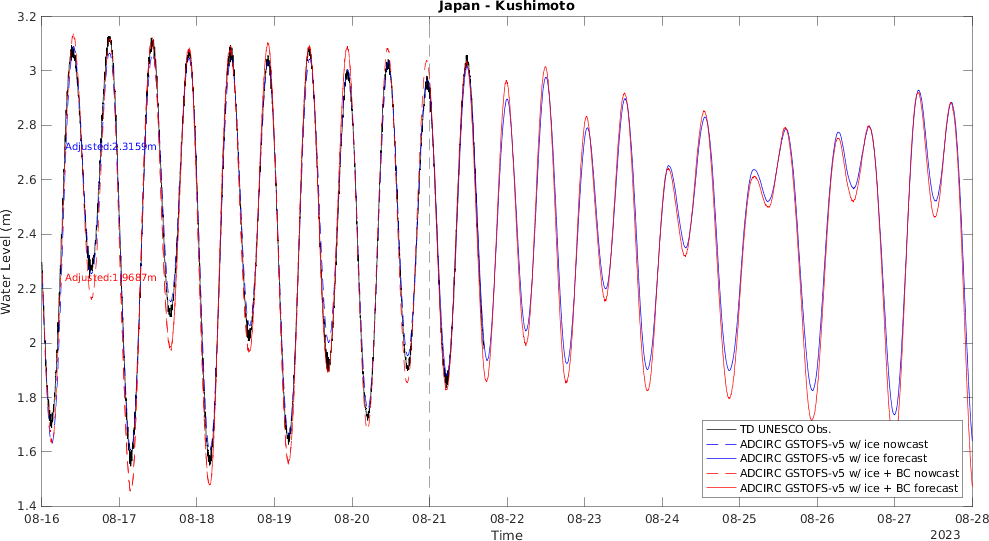 Japan - Kushimoto
3.2
3
2.8
2.6
2.4
2.2
2
1.8
1.6
1.4
Water Level (m)
Adjusted:2.3159m
Adjusted:1.9687m
TD UNESCO Obs.
ADCIRC GSTOFS-v5 w/ ice nowcast
ADCIRC GSTOFS-v5 w/ ice forecast
ADCIRC GSTOFS-v5 w/ ice + BC nowcast
ADCIRC GSTOFS-v5 w/ ice + BC forecast
08-16 08-17 08-18 08-19 08-20 08-21 08-22 08-23 08-24 08-25 08-26 08-27 08-28
Time
2023